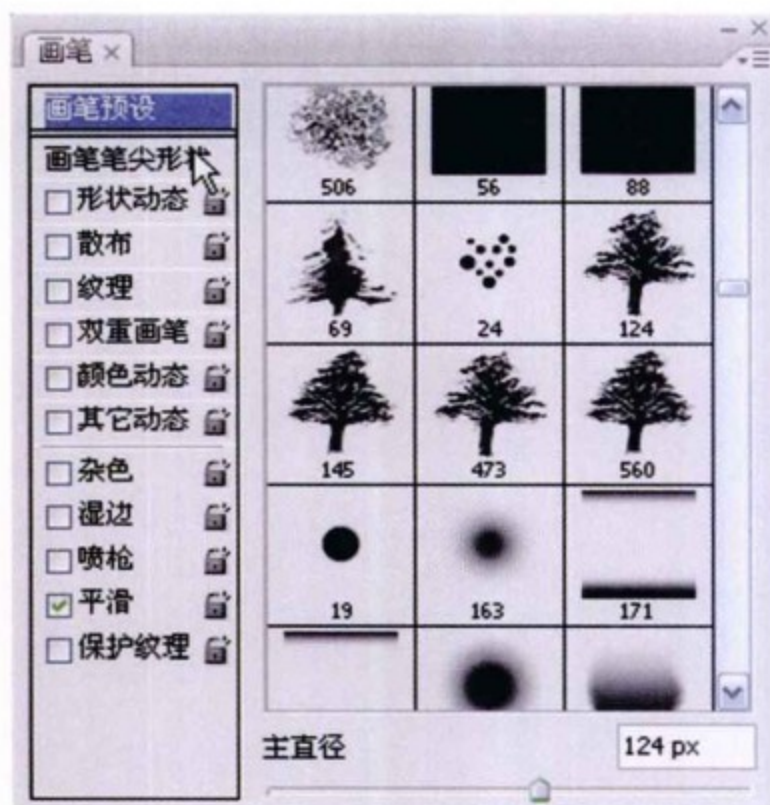 画笔
画笔预设
画笔笔尖形状
形状动态
散布
纹理
双重画笔
颜色动态
其它动态
杂色
湿边
喷枪
平滑
保护纹理
506 56 88
69 24 124
145 473 560
19 163 171
主直径 124 px